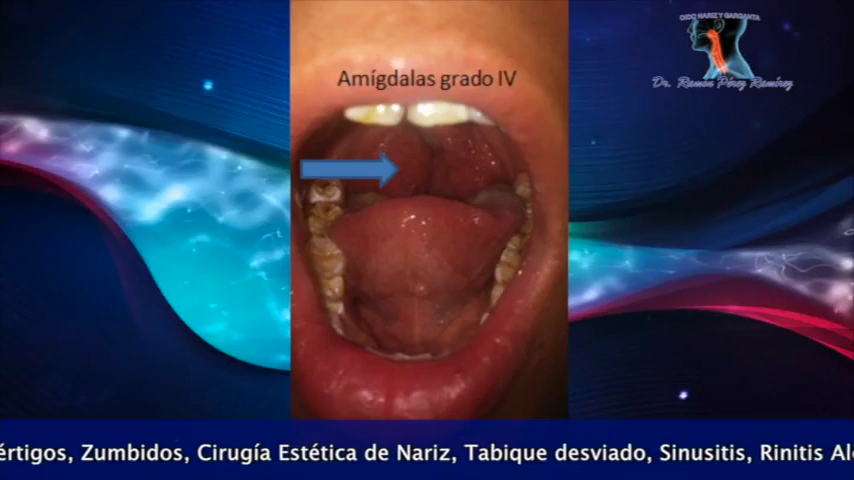 OIDO NARIZ Y GARGANTA
Dr. Ramón Pérez Ramírez
Amígdalas grado IV
értigos, Zumbidos, Cirugía Estética de Nariz, Tabique desviado, Sinusitis, Rinitis Al